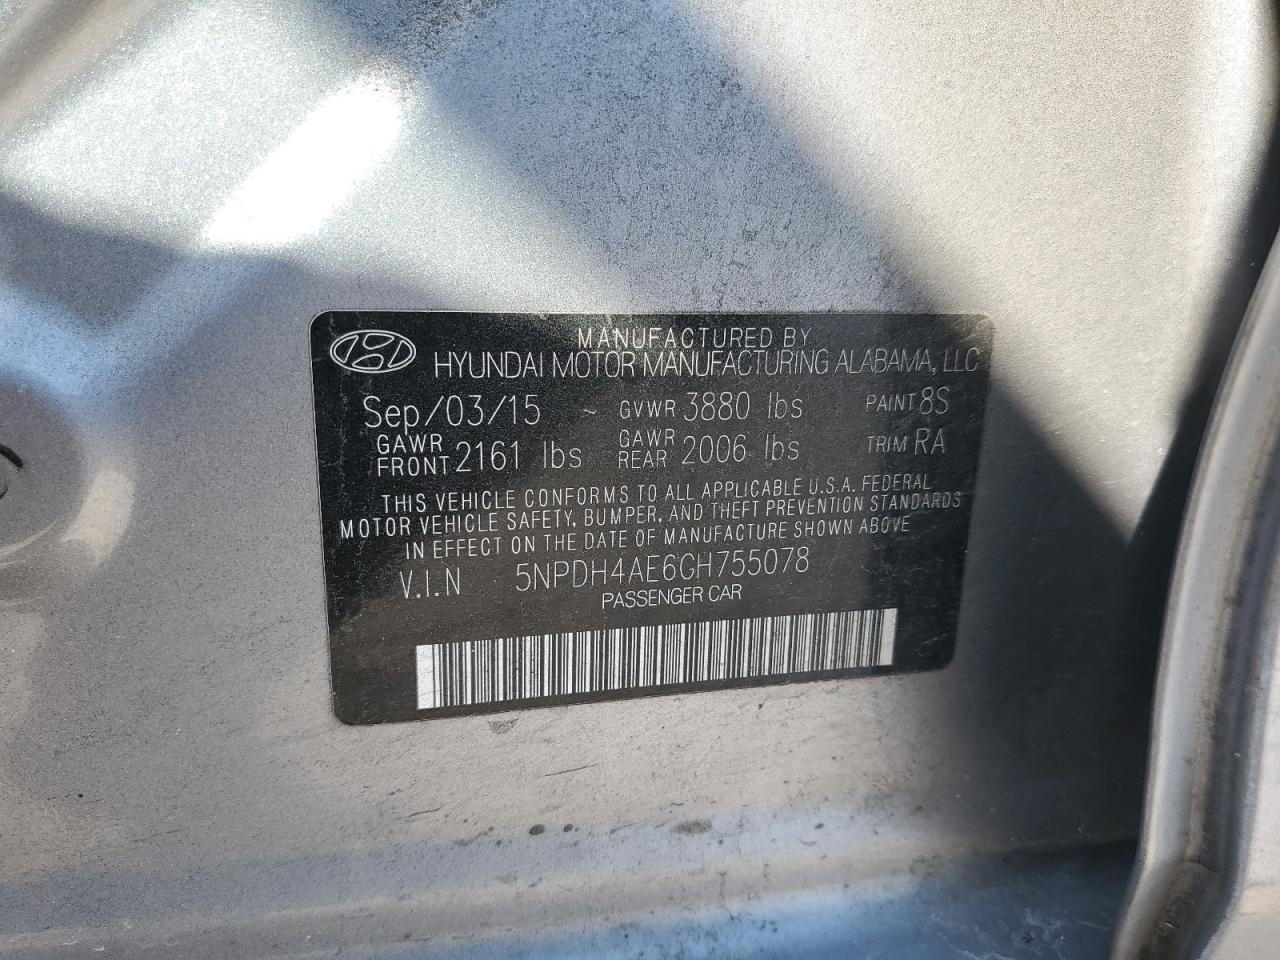 MANUFACTURED BY
HYUNDAI MOTOR MANUFACTURING ALABAMA, LLC
Sep/03/15 GVWR 3880 lbs PAINT 8S
GAWR FRONT 2161 lbs GAWR REAR 2006 lbs TRIM RA
THIS VEHICLE CONFORMS TO ALL APPLICABLE U.S.A. FEDERAL
MOTOR VEHICLE SAFETY, BUMPER, AND THEFT PREVENTION STANDARDS
IN EFFECT ON THE DATE OF MANUFACTURE SHOWN ABOVE
V.I.N 5NPDH4AE6GH755078
PASSENGER CAR